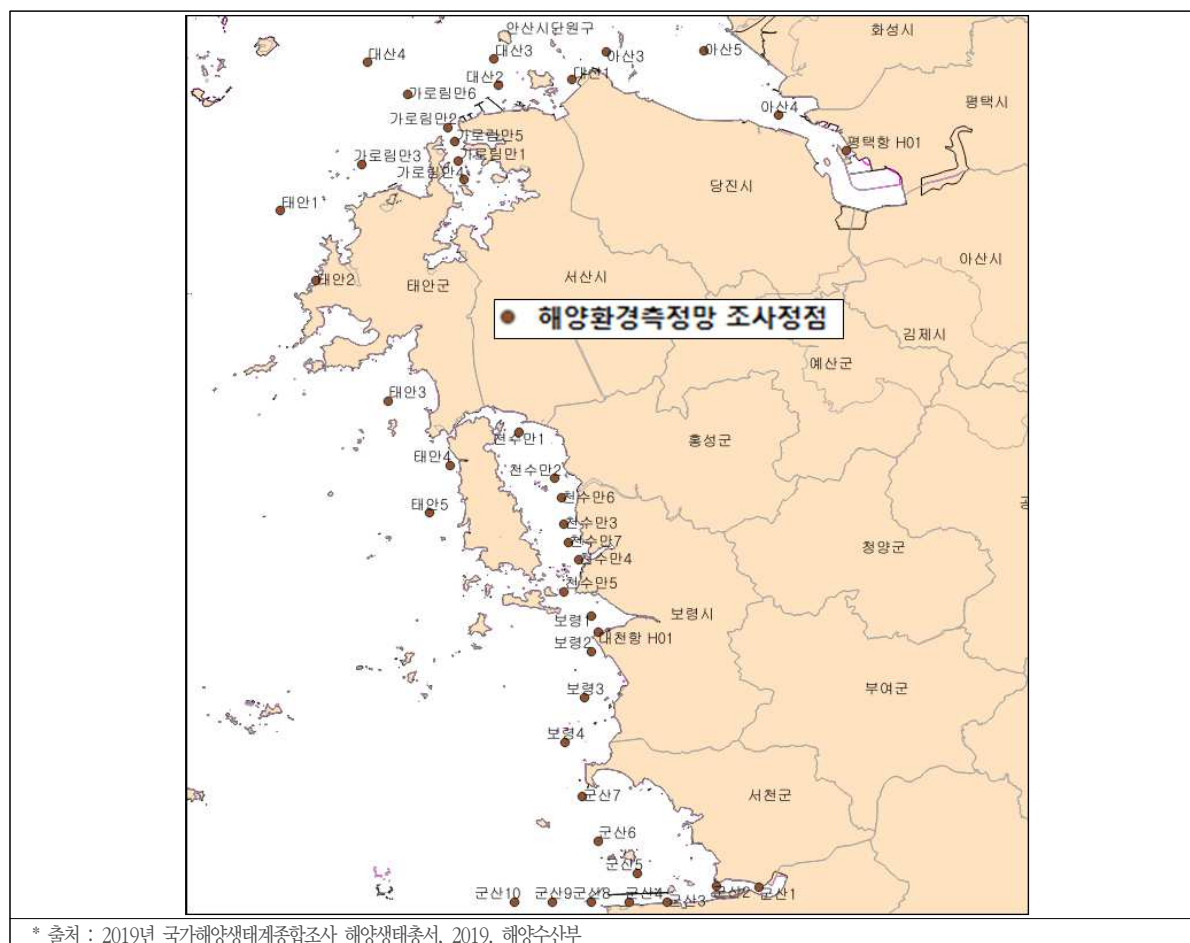 안산시단원구
화성시
대산4
대산3
아산3
아산5
대산2
대산1
가로림만6
평택시
아산4
가로림만2
가로림만5
평택항 H01
가로림만3
가로림만1
가로림만4
당진시
태안1
아산시
태안2
태안군
서산시
해양환경측정망 조사정점
김제시
예산군
태안3
천수만1
홍성군
태안4
천수만2
천수만6
태안5
천수만3
천수만7
청양군
천수만4
천수만5
보령1
보령시
대천항 H01
보령2
보령3
부여군
보령4
군산7
서천군
군산6
군산5
군산10
군산9
군산8
군산4
군산3
군산2
군산1
* 출처 : 2019년 국가해양생태계종합조사 해양생태총서, 2019, 해양수산부